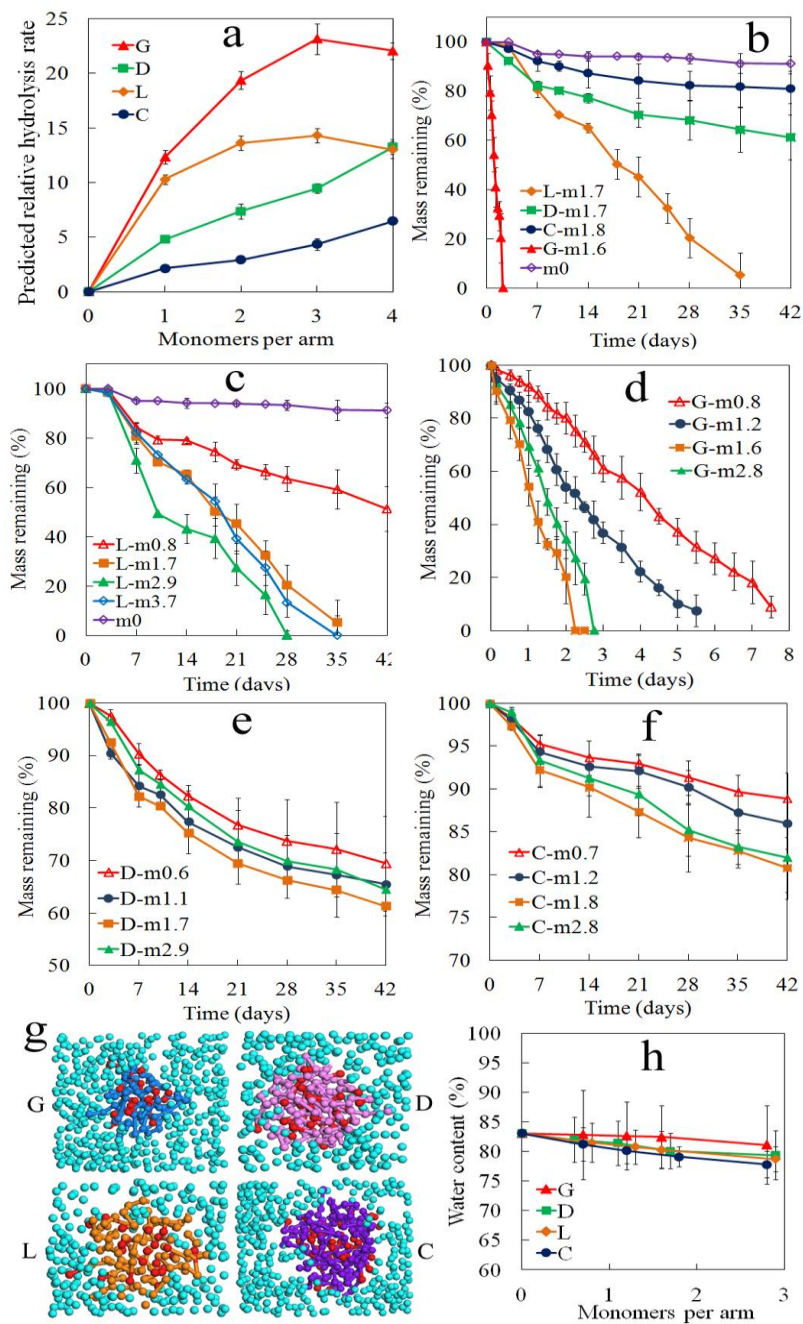 a
Predicted relative hydrolysis rate
25
20
15
10
5
0
G
D
L
C
0 1 2 3 4
Monomers per arm
b
Mass remaining (%)
100
80
60
40
20
0
L-m1.7
D-m1.7
C-m1.8
G-m1.6
m0
0 7 14 21 28 35 42
Time (days)
c
Mass remaining (%)
100
80
60
40
20
0
L-m0.8
L-m1.7
L-m2.9
L-m3.7
m0
0 7 14 21 28 35 42
Time (days)
d
Mass remaining (%)
100
80
60
40
20
0
G-m0.8
G-m1.2
G-m1.6
G-m2.8
0 1 2 3 4 5 6 7 8
Time (days)
e
Mass remaining (%)
100
90
80
70
60
50
D-m0.6
D-m1.1
D-m1.7
D-m2.9
0 7 14 21 28 35 42
Time (days)
f
Mass remaining (%)
100
95
90
85
80
75
70
C-m0.7
C-m1.2
C-m1.8
C-m2.8
0 7 14 21 28 35 42
Time (days)
g
G
D
L
C
h
Water content (%)
100
95
90
85
80
75
70
65
60
G
D
L
C
0 1 2 3
Monomers per arm